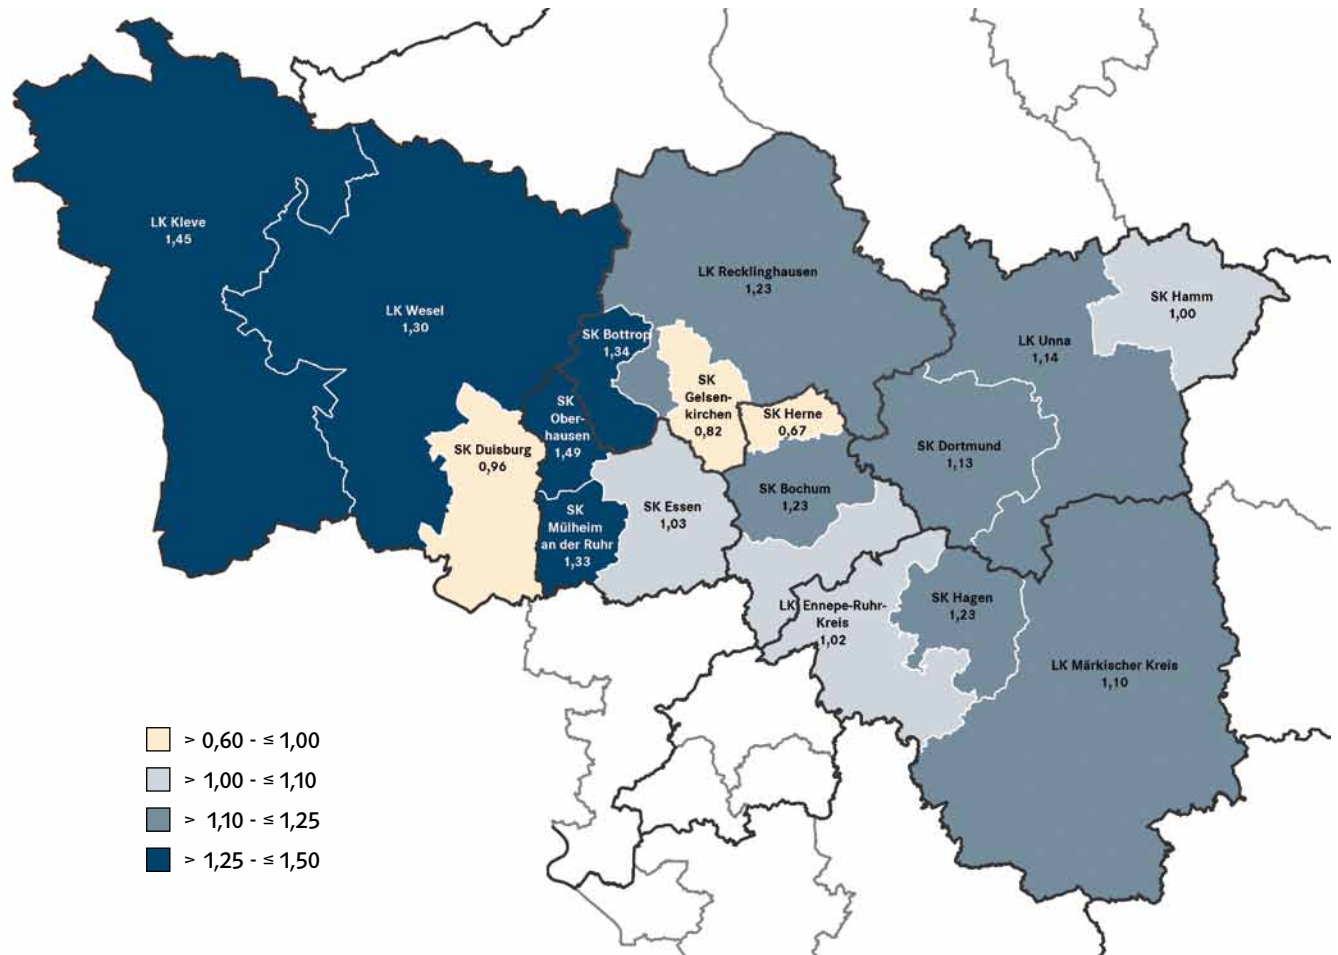 LK Kleve
1,45
LK Wesel
1,30
LK Recklinghausen
1,23
SK Hamm
1,00
SK Bottrop
1,34
LK Unna
1,14
SK
Gelsen-
kirchen
0,82
SK
Ober-
hausen
1,49
SK Herne
0,67
SK Duisburg
0,96
SK Dortmund
1,13
SK Bochum
1,23
SK Essen
1,03
SK
Mülheim
an der Ruhr
1,33
SK Hagen
1,23
LK Ennepe-Ruhr-
Kreis
1,02
LK Märkischer Kreis
1,10
> 0,60 - ≤ 1,00
> 1,00 - ≤ 1,10
> 1,10 - ≤ 1,25
> 1,25 - ≤ 1,50